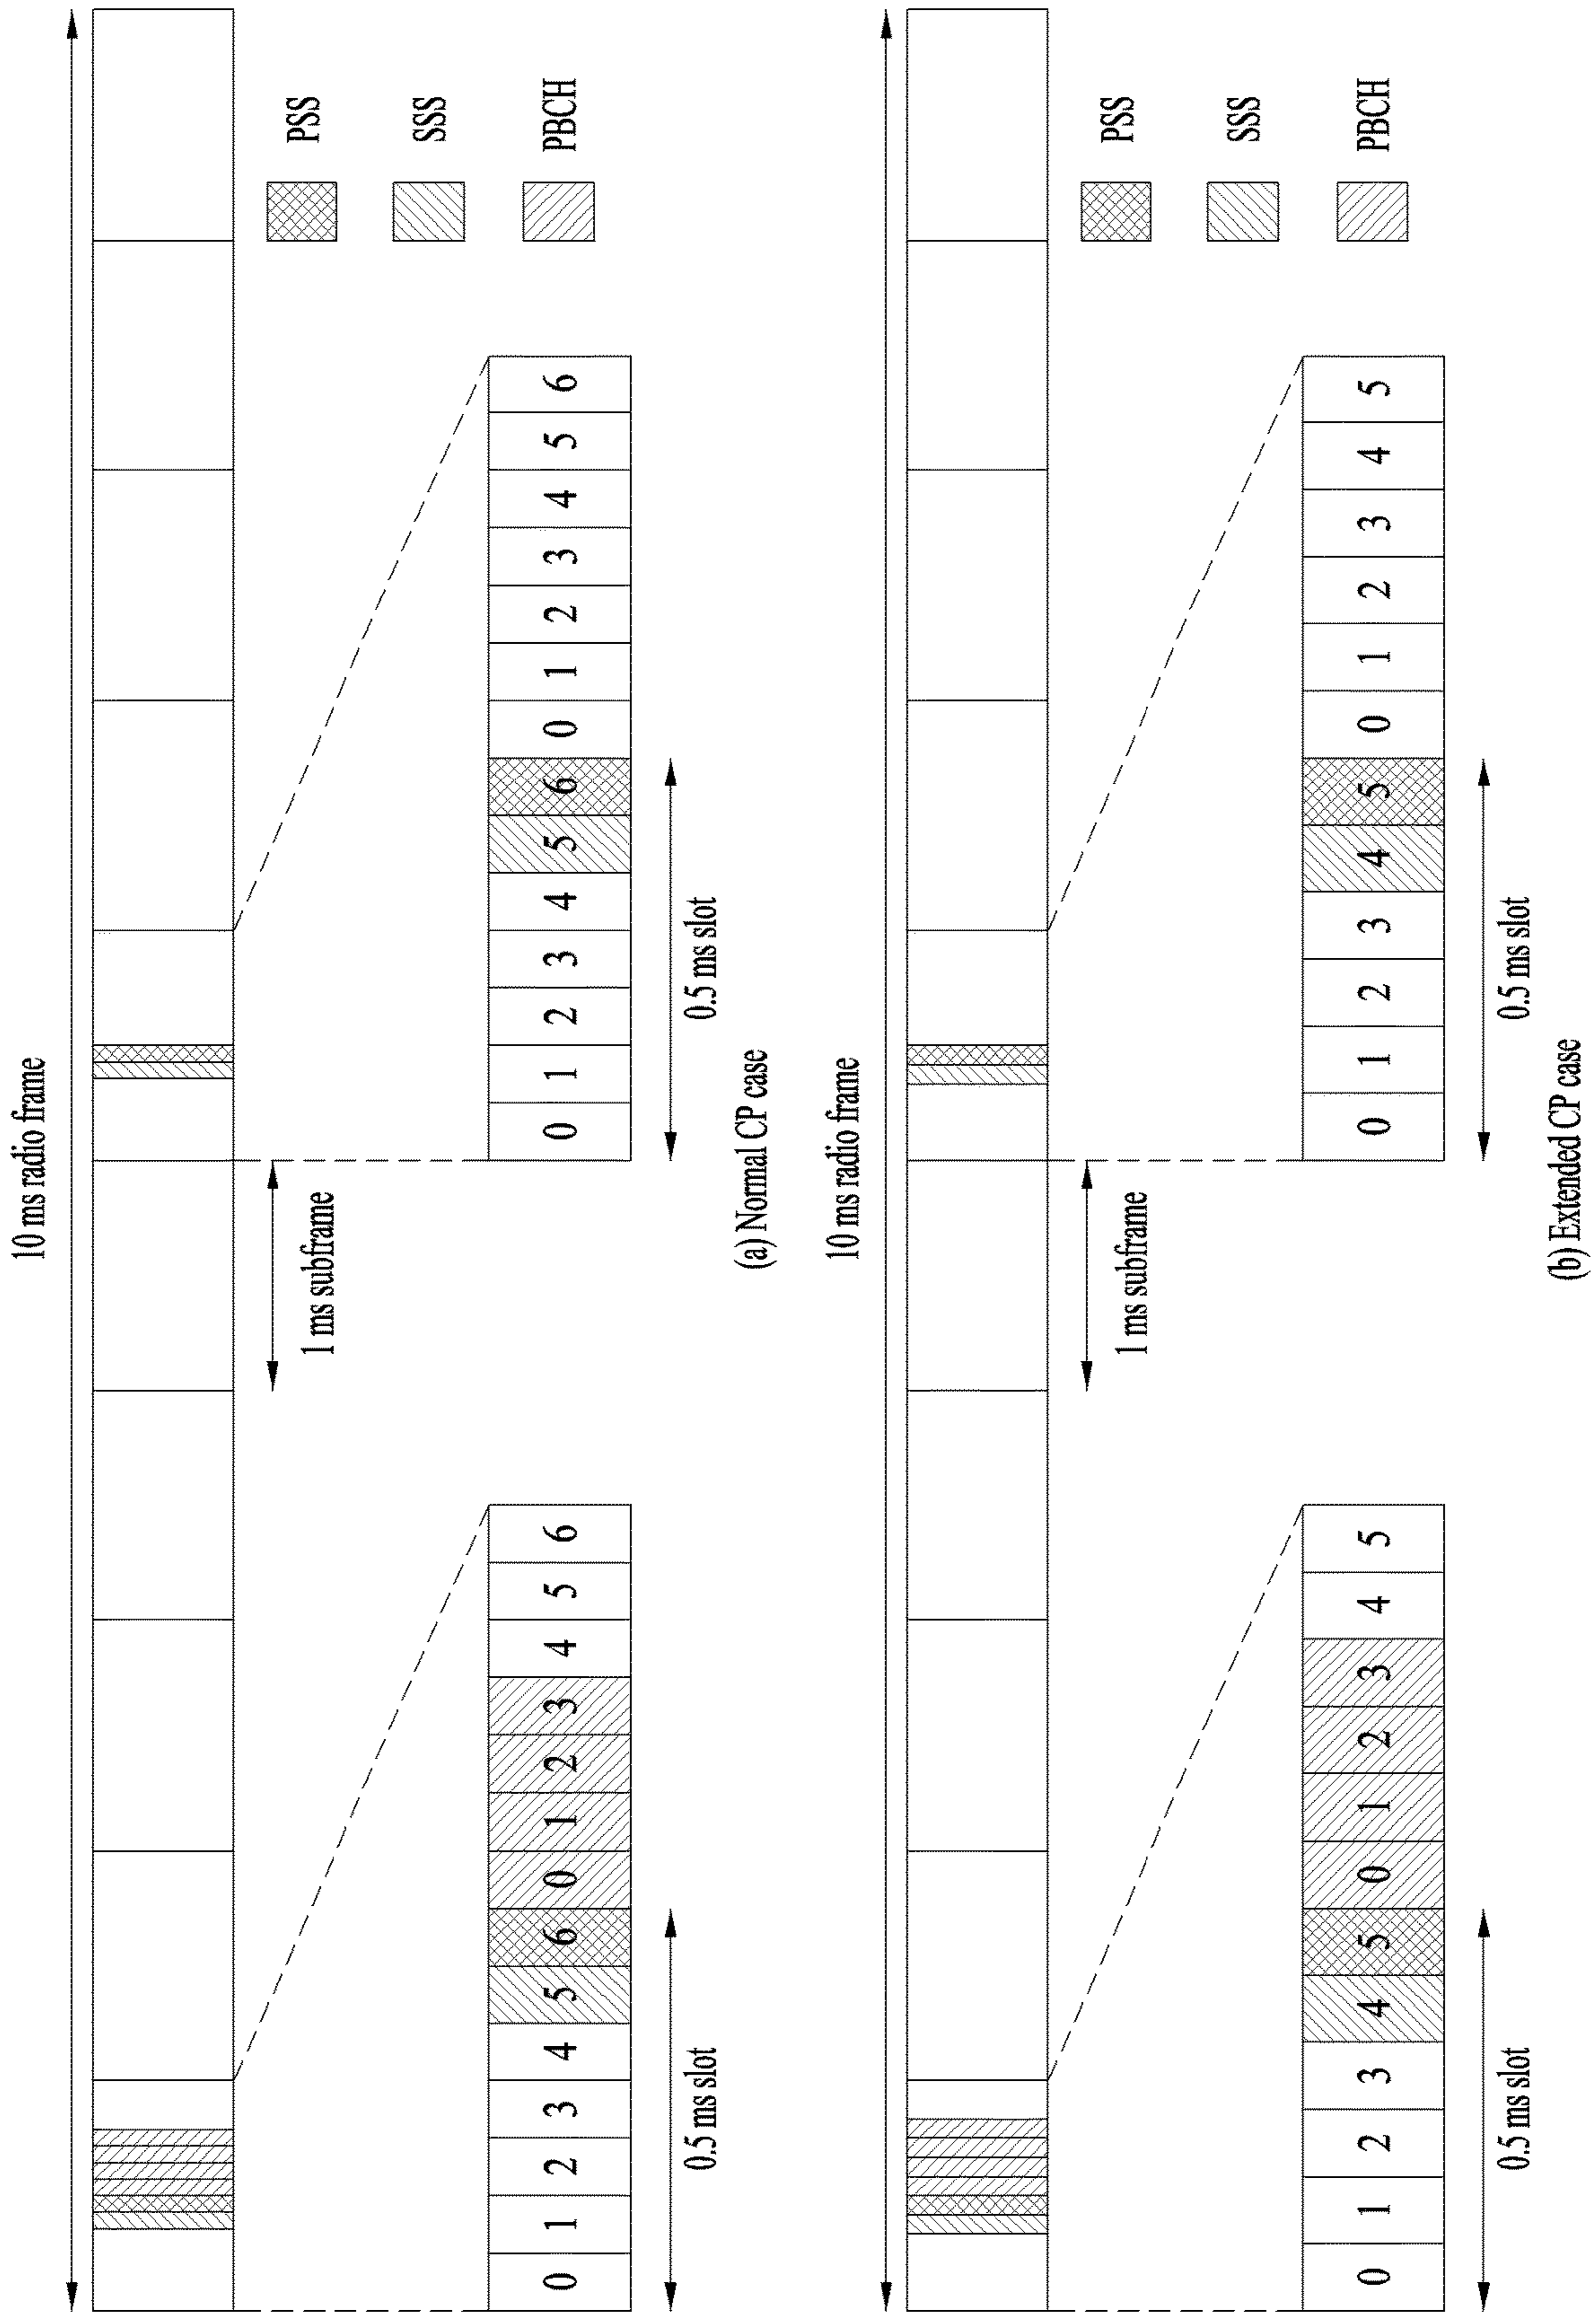 10 ms radio frame
1 ms subframe
PSS
SSS
PBCH
0 1 2 3 4 5 6 0 1 2 3 4 5 6
0 1 2 3 4 5 6 0 1 2 3 4 5 6
0.5 ms slot
0.5 ms slot
(a) Normal CP case
10 ms radio frame
1 ms subframe
PSS
SSS
PBCH
0 1 2 3 4 5 0 1 2 3 4 5
0 1 2 3 4 5 0 1 2 3 4 5
0.5 ms slot
0.5 ms slot
(b) Extended CP case